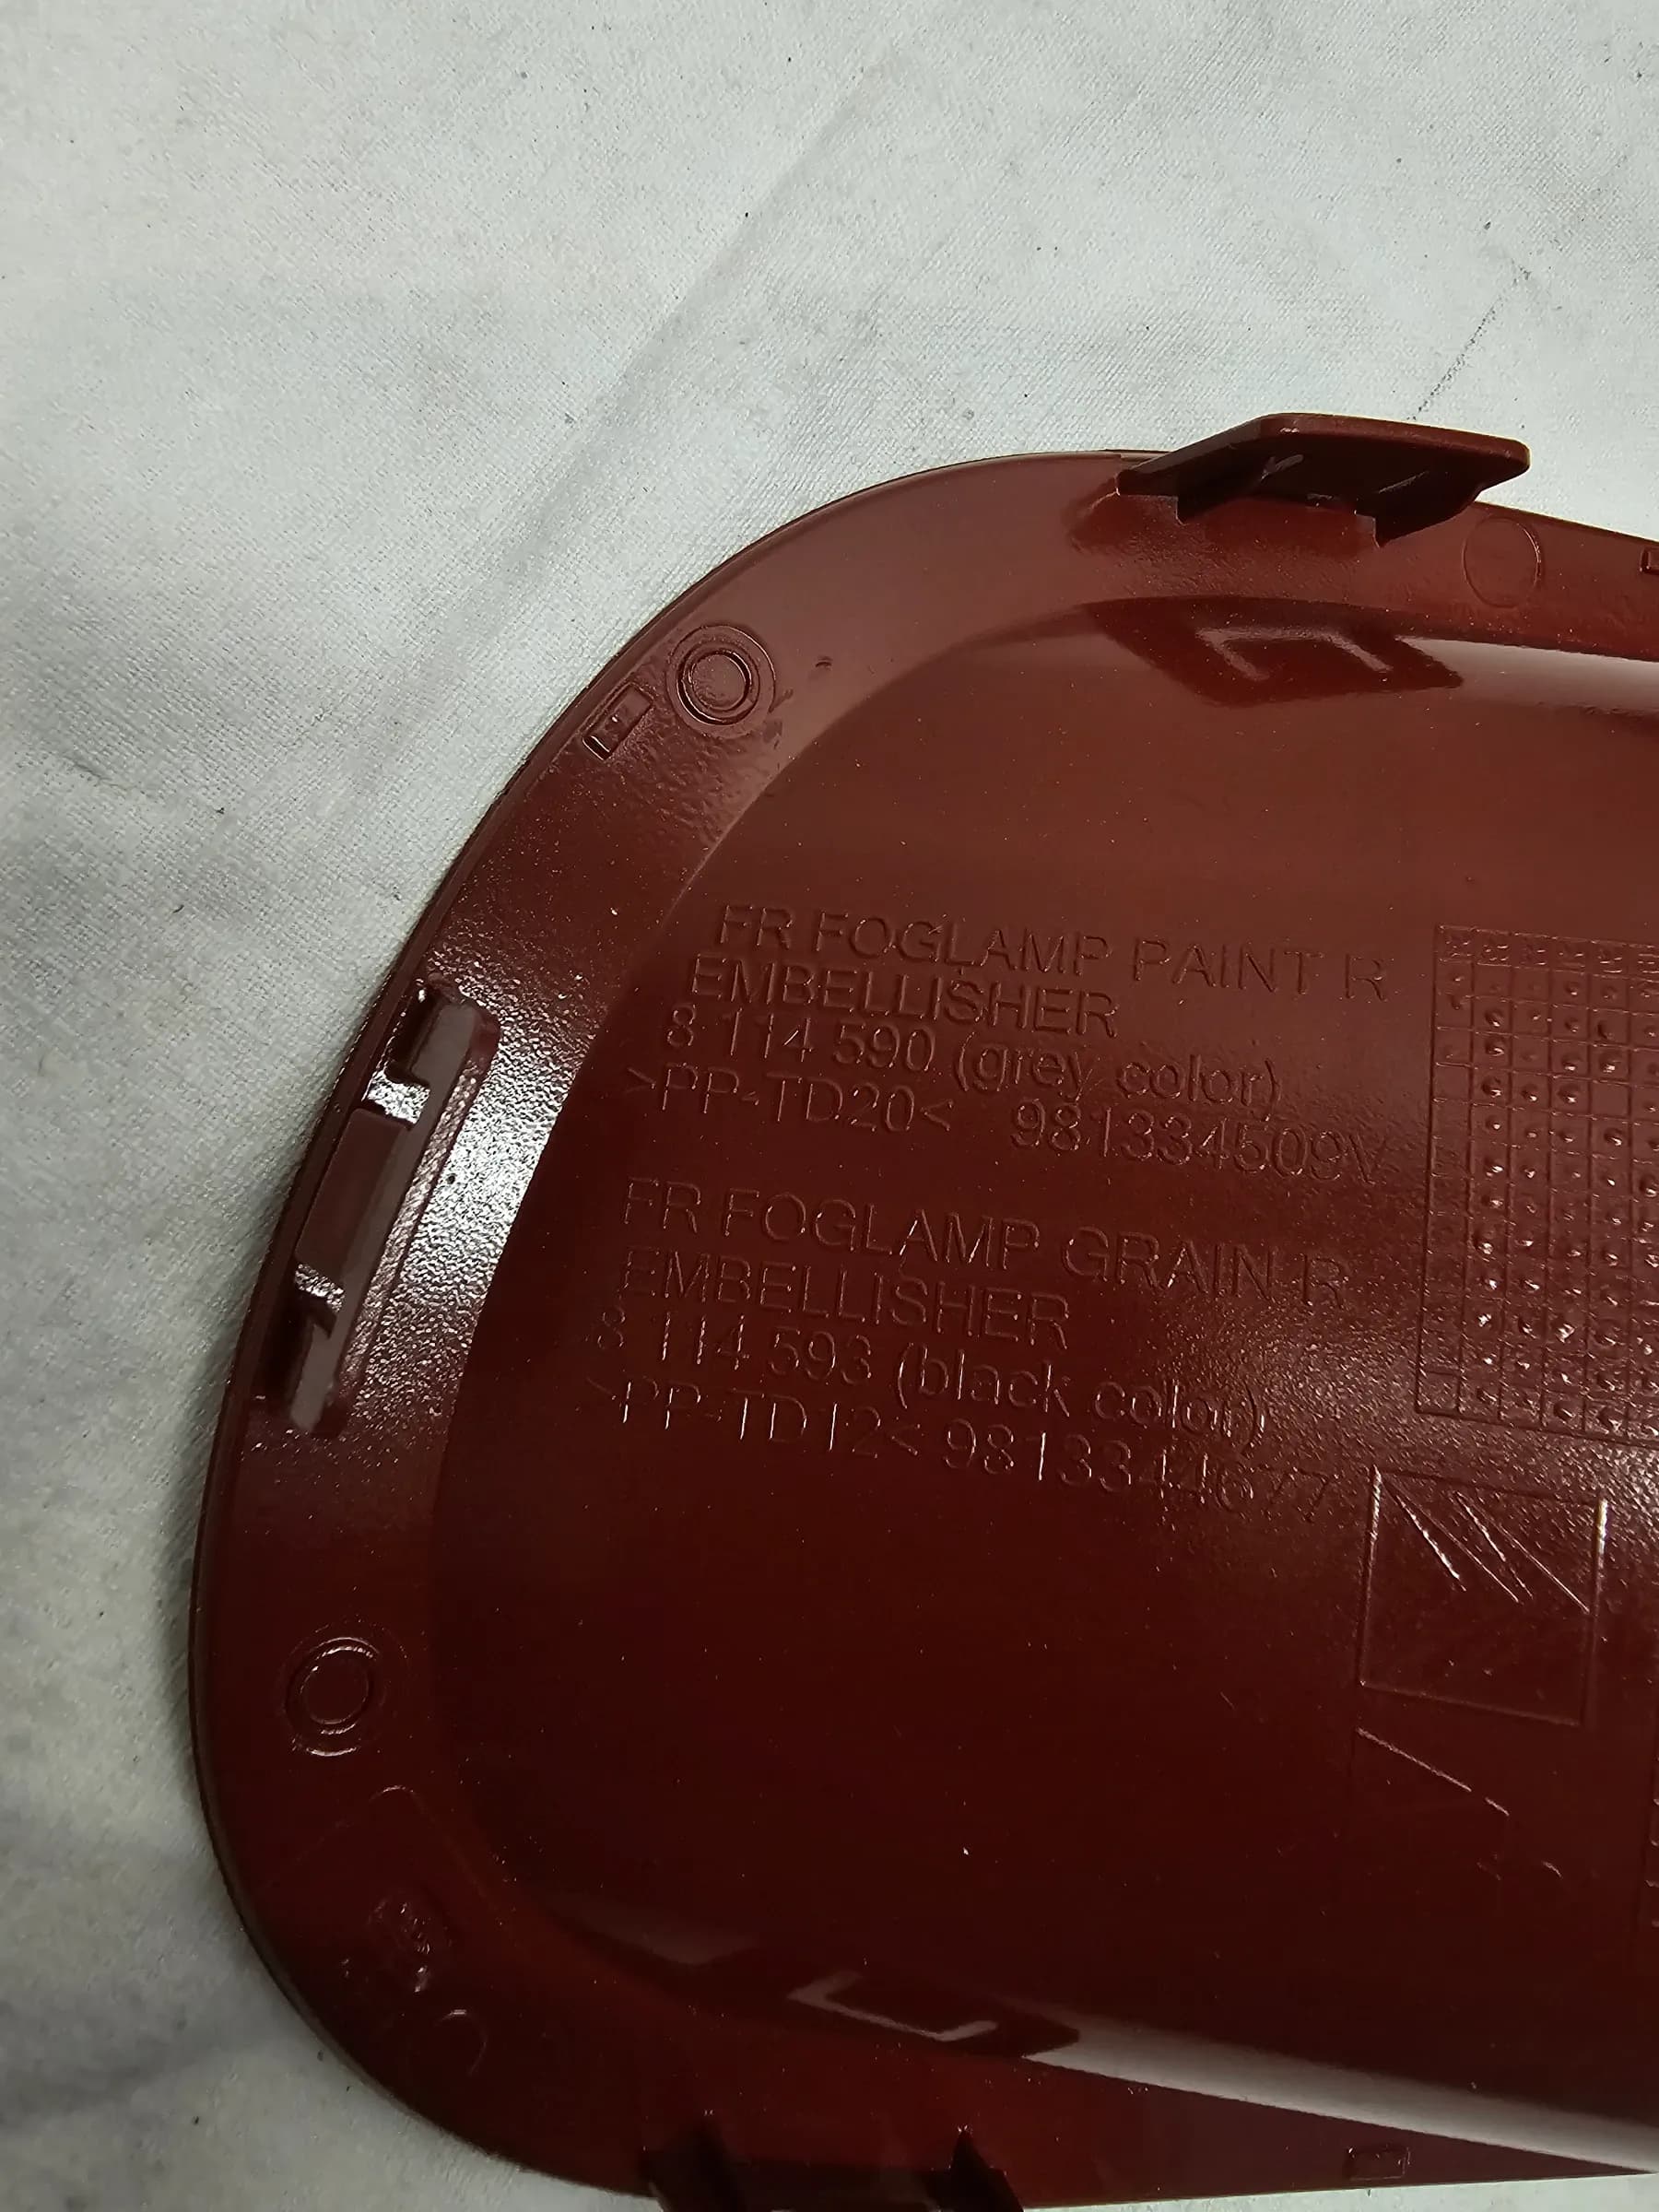 FR FOGLAMP PAINT R
EMBELLISHER
8 114 590 (grey color)
>PP-TD20< 981334509V
FR FOGLAMP GRAIN R
EMBELLISHER
8 114 593 (black color)
>PP-TD12< 9813344677